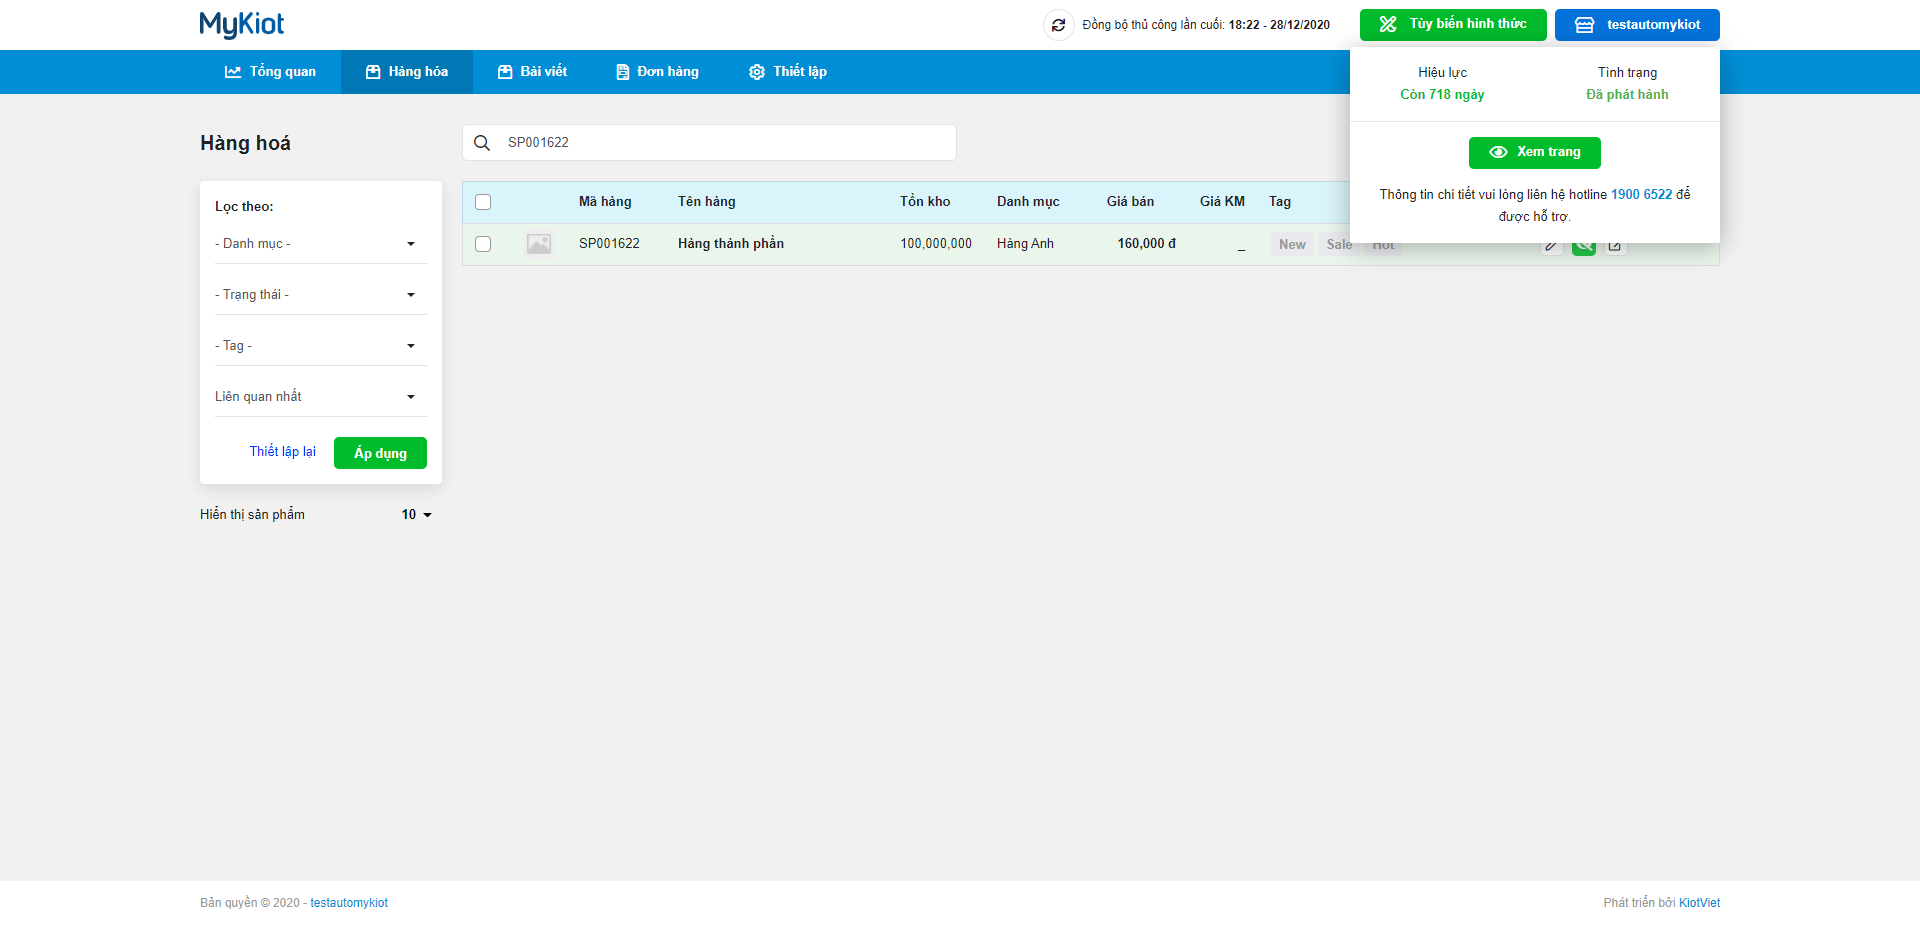 MyKiot
Đồng bộ thủ công lần cuối: 18:22 - 28/12/2020
Tùy biến hình thức
testautomykiot
Tổng quan
Hàng hóa
Bài viết
Đơn hàng
Thiết lập
Hiệu lực
Còn 718 ngày
Tình trạng
Đã phát hành
Xem trang
Thông tin chi tiết vui lòng liên hệ hotline 1900 6522 để
được hỗ trợ.
Hàng hoá
SP001622
Lọc theo:
- Danh mục -
- Trạng thái -
- Tag -
Liên quan nhất
Thiết lập lại
Áp dụng
Hiển thị sản phẩm
10
Mã hàng Tên hàng Tồn kho Danh mục Giá bán Giá KM Tag
SP001622 Hàng thành phần 100,000,000 Hàng Anh 160,000 đ _ New Sale Hot
Bản quyền © 2020 - testautomykiot
Phát triển bởi KiotViet